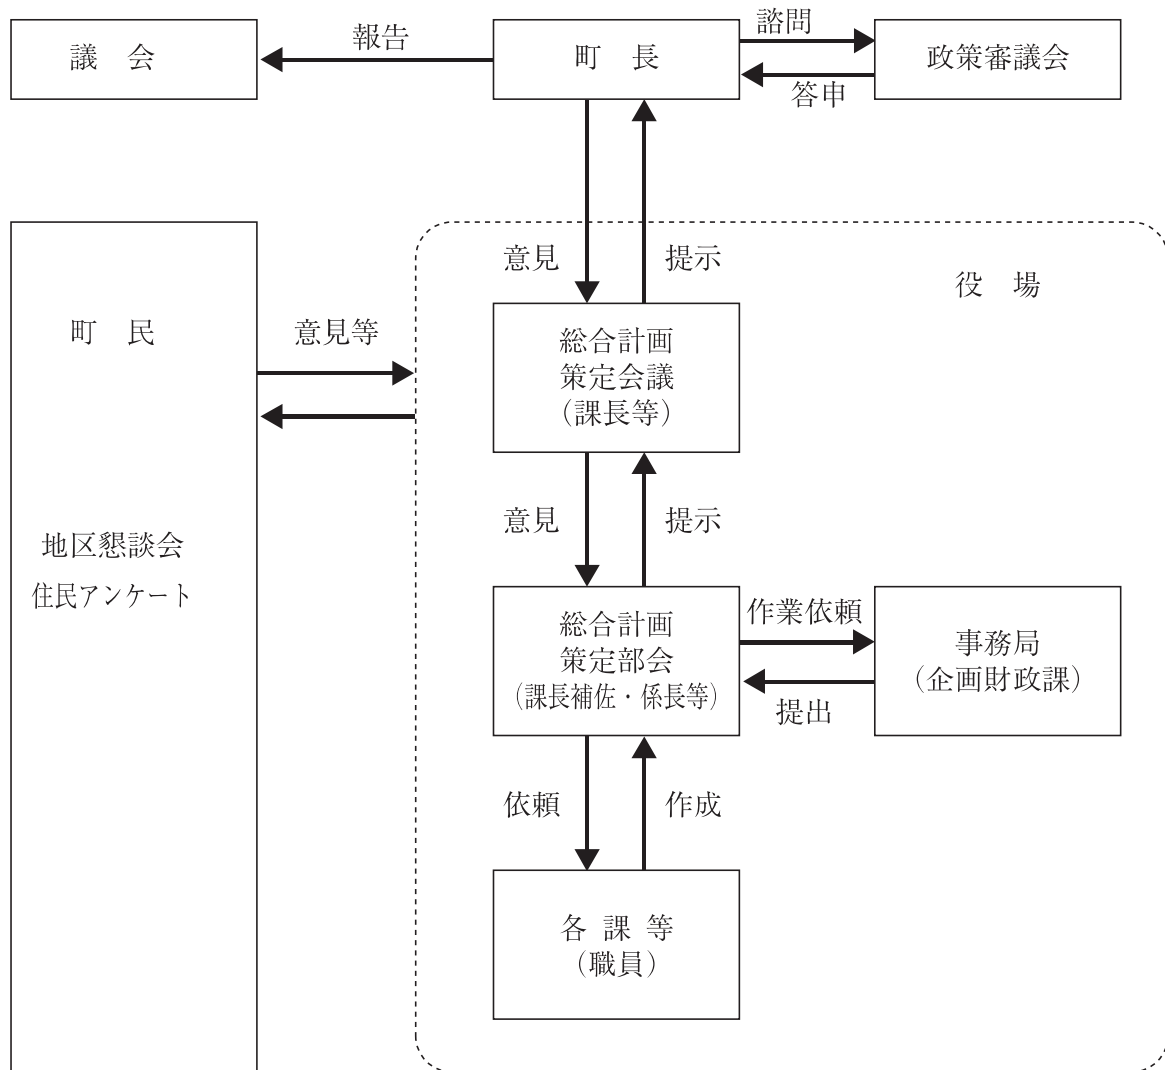 議　会
報告
町　長
諮問
答申
政策審議会
町　民
地区懇談会
住民アンケート
意見等
役　場
意見
提示
総合計画
策定会議
（課長等）
意見
提示
総合計画
策定部会
（課長補佐・係長等）
作業依頼
提出
事務局
（企画財政課）
依頼
作成
各 課 等
（職員）